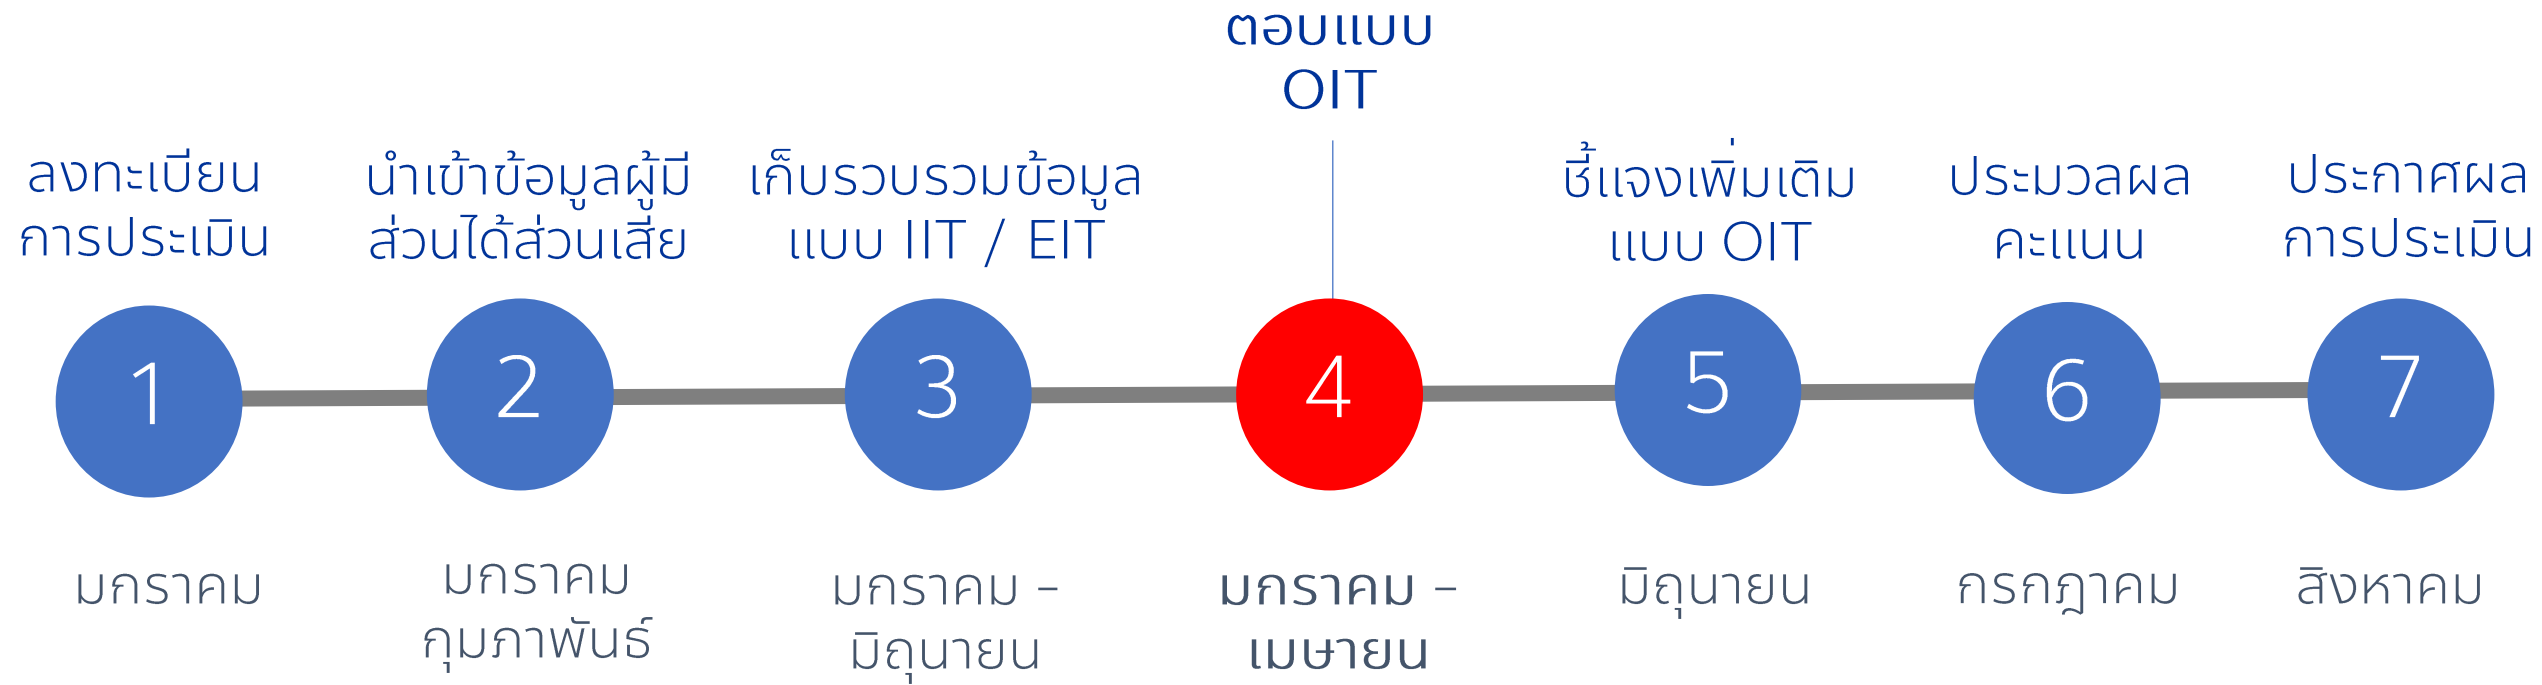 ลงทะเบียน
การประเมิน
1
มกราคม
นำเข้าข้อมูลผู้มี
ส่วนได้ส่วนเสีย
2
มกราคม
กุมภาพันธ์
เก็บรวบรวมข้อมูล
แบบ IIT / EIT
3
มกราคม –
มิถุนายน
ตอบแบบ
OIT
4
มกราคม –
เมษายน
ชี้แจงเพิ่มเติม
แบบ OIT
5
มิถุนายน
ประมวลผล
คะแนน
6
กรกฎาคม
ประกาศผล
การประเมิน
7
สิงหาคม